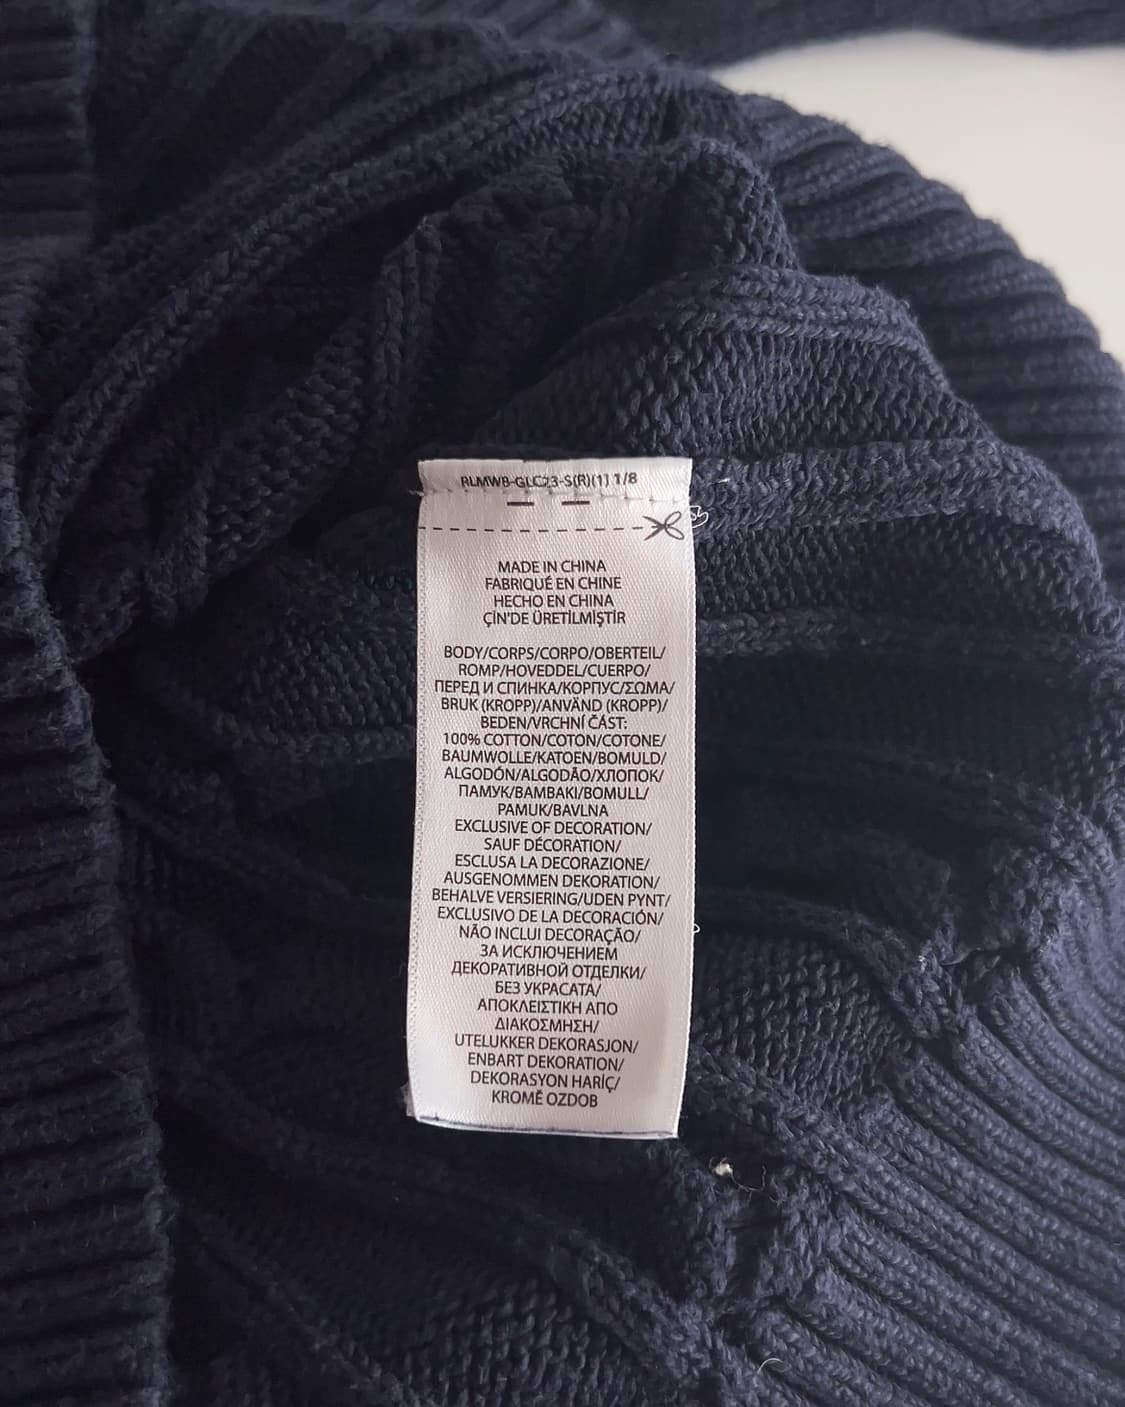 RLMWB-GLC23-S(R)(1) 1/8
MADE IN CHINA
FABRIQUÉ EN CHINE
HECHO EN CHINA
ÇİN'DE ÜRETİLMİŞTİR
BODY/CORPS/CORPO/OBERTEIL/
ROMP/HOVEDDEL/CUERPO/
ПЕРЕД И СПИНКА/КОРПУС/ΣΩΜΑ/
BRUK (KROPP)/ANVÄND (KROPP)/
BEDEN/VRCHNÍ ČÁST:
100% COTTON/COTON/COTONE/
BAUMWOLLE/KATOEN/BOMULD/
ALGODÓN/ALGODÃO/ХЛОПОК/
ПАМУК/BAMBAKI/BOMULL/
PAMUK/BAVLNA
EXCLUSIVE OF DECORATION/
SAUF DÉCORATION/
ESCLUSA LA DECORAZIONE/
AUSGENOMMEN DEKORATION/
BEHALVE VERSIERING/UDEN PYNT/
EXCLUSIVO DE LA DECORACIÓN/
NÃO INCLUI DECORAÇÃO/
ЗА ИСКЛЮЧЕНИЕМ
ДЕКОРАТИВНОЙ ОТДЕЛКИ/
БЕЗ УКРАСАТА/
ΑΠΟΚΛΕΙΣΤΙΚΗ ΑΠΟ
ΔΙΑΚΟΣΜΗΣΗ/
UTELUKKER DEKORASJON/
ENBART DEKORATION/
DEKORASYON HARİÇ/
KROMĚ OZDOB